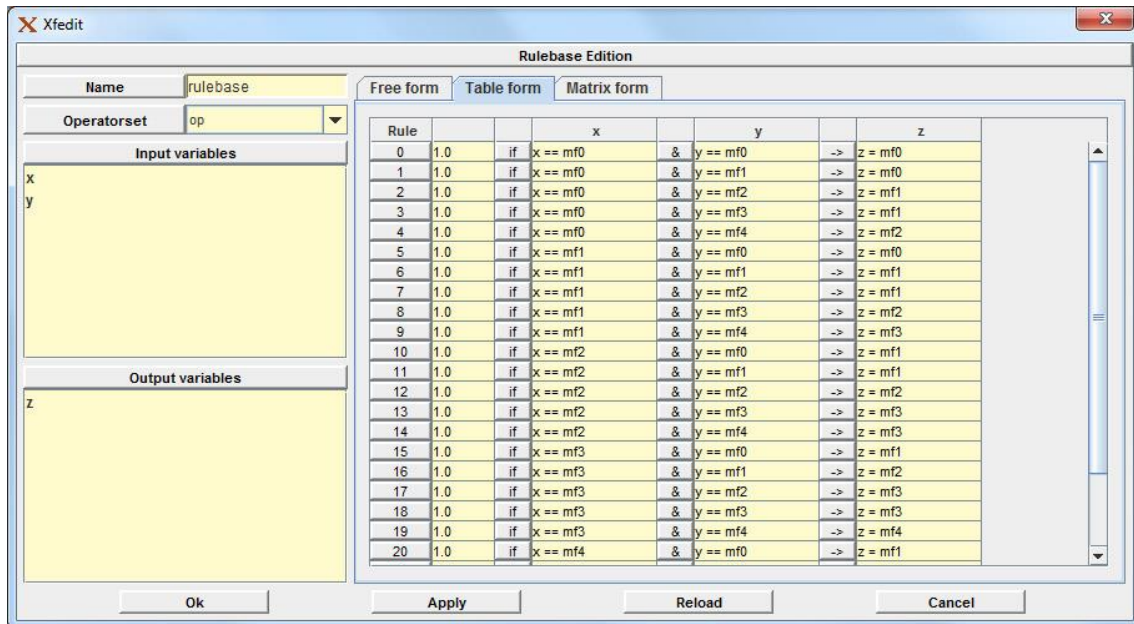 Xfedit
Rulebase Edition
Name rulebase
Operatorset op
Input variables
x
y
Output variables
z
Free form Table form Matrix form
Rule x y z
0 1.0 if x == mf0 & y == mf0 -> z = mf0
1 1.0 if x == mf0 & y == mf1 -> z = mf0
2 1.0 if x == mf0 & y == mf2 -> z = mf1
3 1.0 if x == mf0 & y == mf3 -> z = mf1
4 1.0 if x == mf0 & y == mf4 -> z = mf2
5 1.0 if x == mf1 & y == mf0 -> z = mf0
6 1.0 if x == mf1 & y == mf1 -> z = mf1
7 1.0 if x == mf1 & y == mf2 -> z = mf1
8 1.0 if x == mf1 & y == mf3 -> z = mf2
9 1.0 if x == mf1 & y == mf4 -> z = mf3
10 1.0 if x == mf2 & y == mf0 -> z = mf1
11 1.0 if x == mf2 & y == mf1 -> z = mf1
12 1.0 if x == mf2 & y == mf2 -> z = mf2
13 1.0 if x == mf2 & y == mf3 -> z = mf3
14 1.0 if x == mf2 & y == mf4 -> z = mf3
15 1.0 if x == mf3 & y == mf0 -> z = mf1
16 1.0 if x == mf3 & y == mf1 -> z = mf2
17 1.0 if x == mf3 & y == mf2 -> z = mf3
18 1.0 if x == mf3 & y == mf3 -> z = mf3
19 1.0 if x == mf3 & y == mf4 -> z = mf4
20 1.0 if x == mf4 & y == mf0 -> z = mf1
Ok Apply Reload Cancel